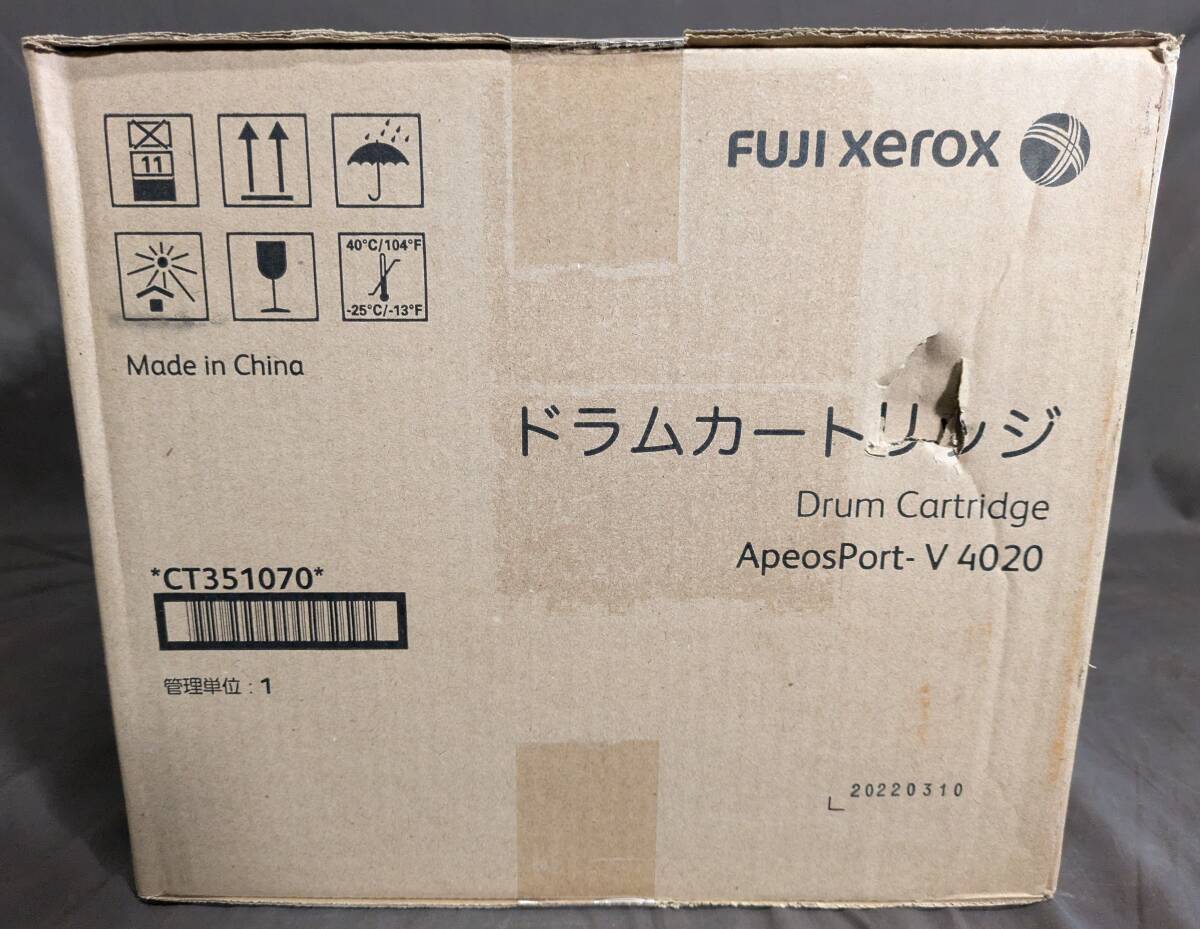 11
FUJI xerox
40°C/104°F
-25°C/-13°F
Made in China
ドラムカートリッジ
Drum Cartridge
ApeosPort- V 4020
*CT351070*
管理単位 : 1
20220310